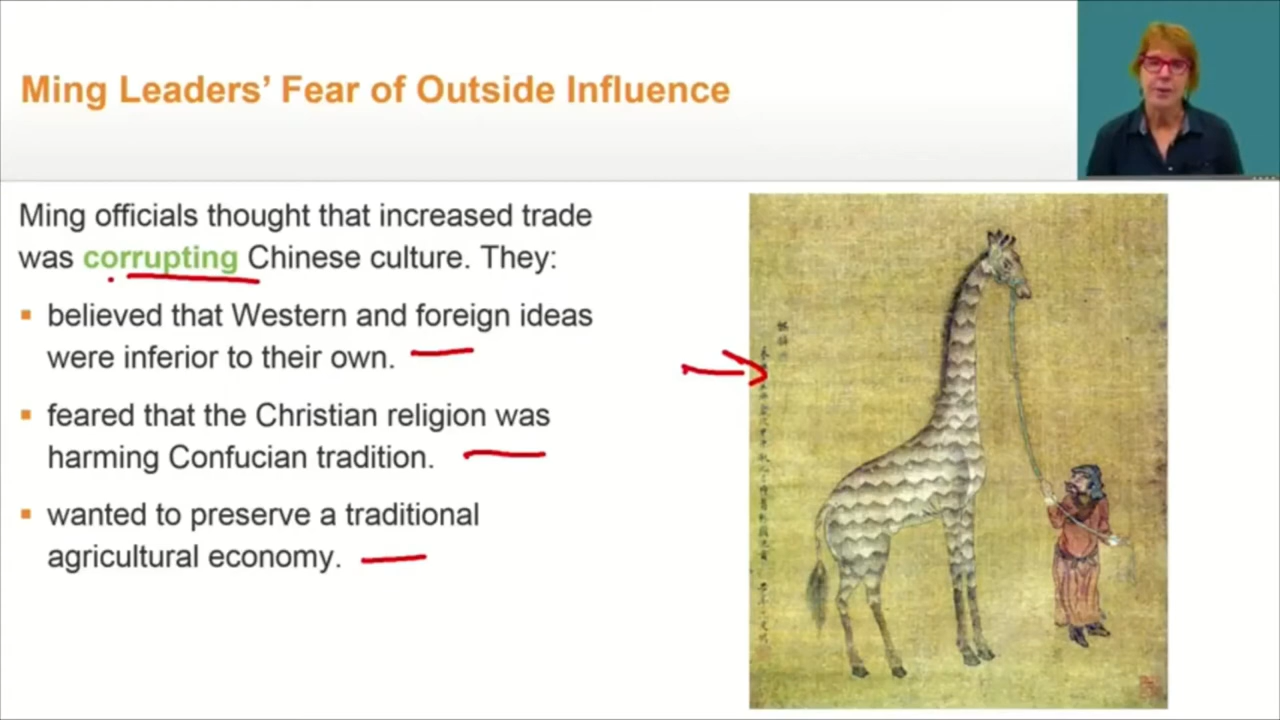 Ming Leaders’ Fear of Outside Influence
Ming officials thought that increased trade
was corrupting Chinese culture. They:
▪ believed that Western and foreign ideas
were inferior to their own.
▪ feared that the Christian religion was
harming Confucian tradition.
▪ wanted to preserve a traditional
agricultural economy.